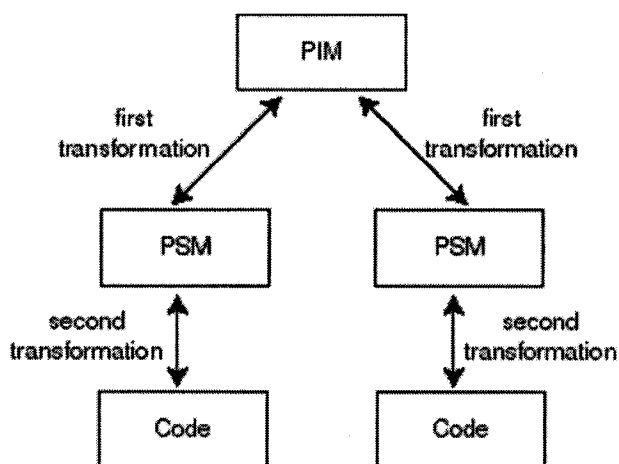 PIM
first
transformation
first
transformation
PSM
PSM
second
transformation
second
transformation
Code
Code